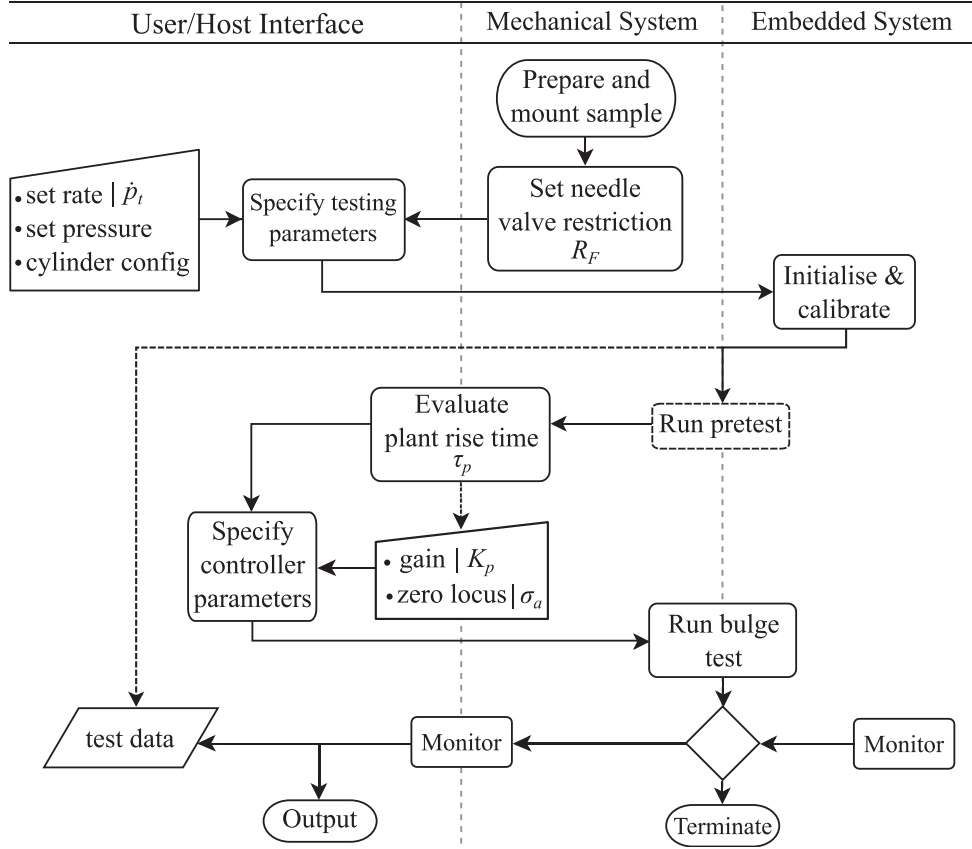 User/Host Interface
Mechanical System
Embedded System
Prepare and
mount sample
• set rate | ṗₜ
• set pressure
• cylinder config
Specify testing
parameters
Set needle
valve restriction
R_F
Initialise &
calibrate
Evaluate
plant rise time
τ_p
Run pretest
Specify
controller
parameters
• gain | K_p
• zero locus | σ_a
Run bulge
test
test data
Monitor
Monitor
Output
Terminate